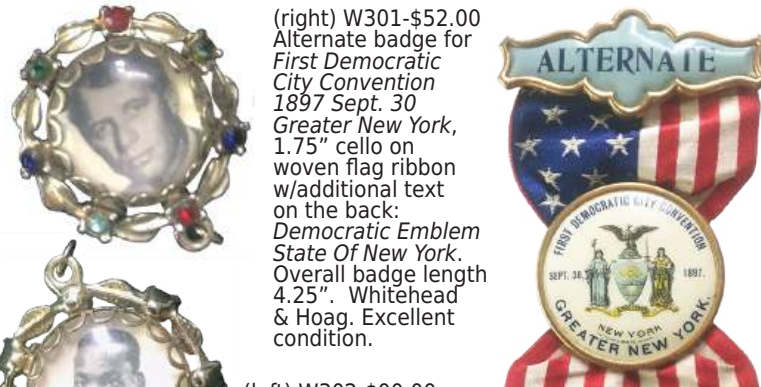 (right) W301-$52.00
Alternate badge for
First Democratic
City Convention
1897 Sept. 30
Greater New York,
1.75” cello on
woven flag ribbon
w/additional text
on the back:
Democratic Emblem
State Of New York.
Overall badge length
4.25”.  Whitehead
& Hoag. Excellent
condition.
ALTERNATE
FIRST DEMOCRATIC CITY CONVENTION
SEPT. 30,
1897.
NEW YORK
GREATER NEW YORK.